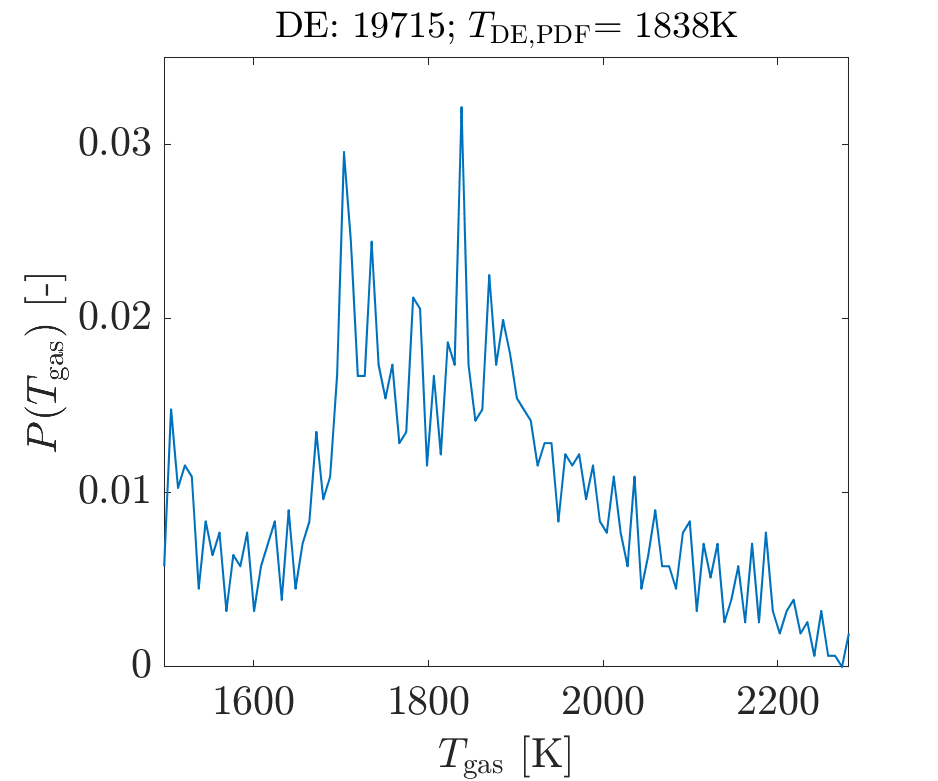 DE: 19715; T_DE,PDF= 1838K
0.03
0.02
0.01
0
P(T_gas) [-]
1600 1800 2000 2200
T_gas [K]